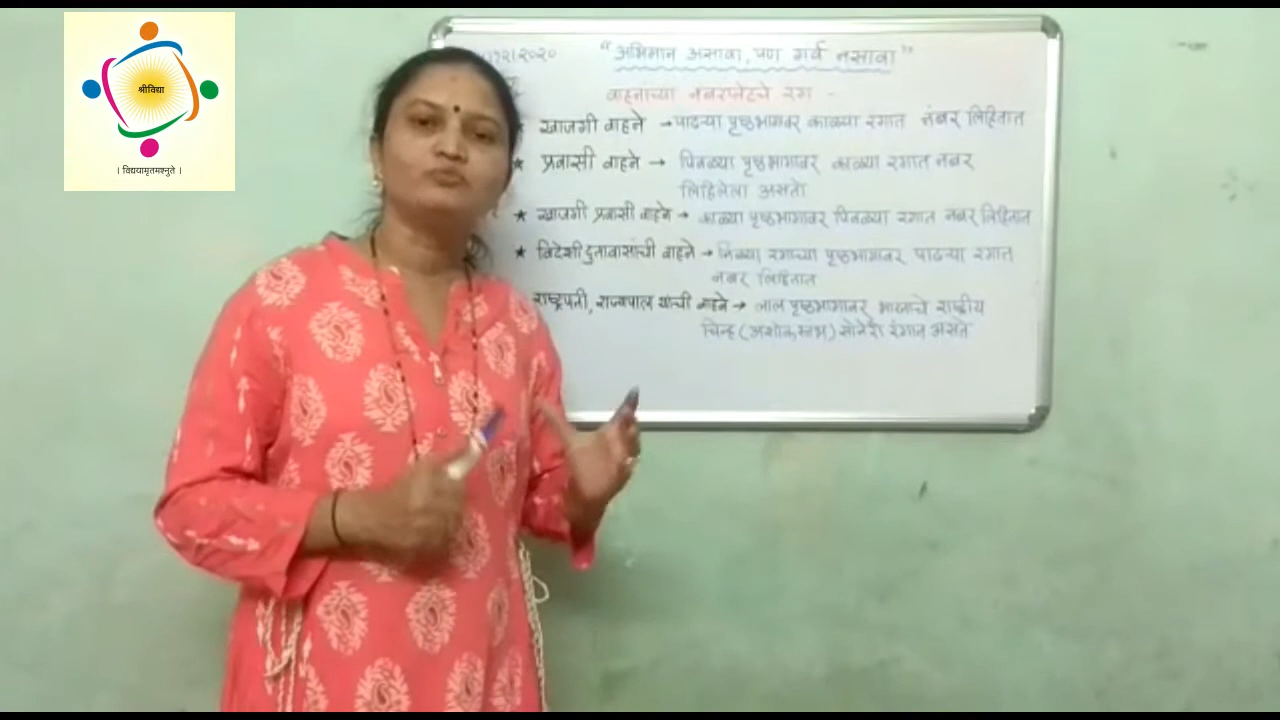 श्रीविद्या
। विद्ययामृतमश्नुते ।
१२।२०२०
"अभिमान असावा, पण गर्व नसावा"
वाहनांच्या नंबरप्लेटचे रंग -
★ खाजगी वाहने → पांढऱ्या पृष्ठभागावर काळ्या रंगात नंबर लिहितात
★ प्रवासी वाहने → पिवळ्या पृष्ठभागावर काळ्या रंगात नंबर
लिहिलेला असतो
★ खाजगी प्रवासी वाहने → काळ्या पृष्ठभागावर पिवळ्या रंगात नंबर लिहितात
★ विदेशी दुतावासांची वाहने → निळ्या रंगाच्या पृष्ठभागावर पांढऱ्या रंगात
नंबर लिहितात
राष्ट्रपती, राज्यपाल यांची वाहने → लाल पृष्ठभागावर भारताचे राष्ट्रीय
चिन्ह (अशोकस्तंभ) सोनेरी रंगात असते